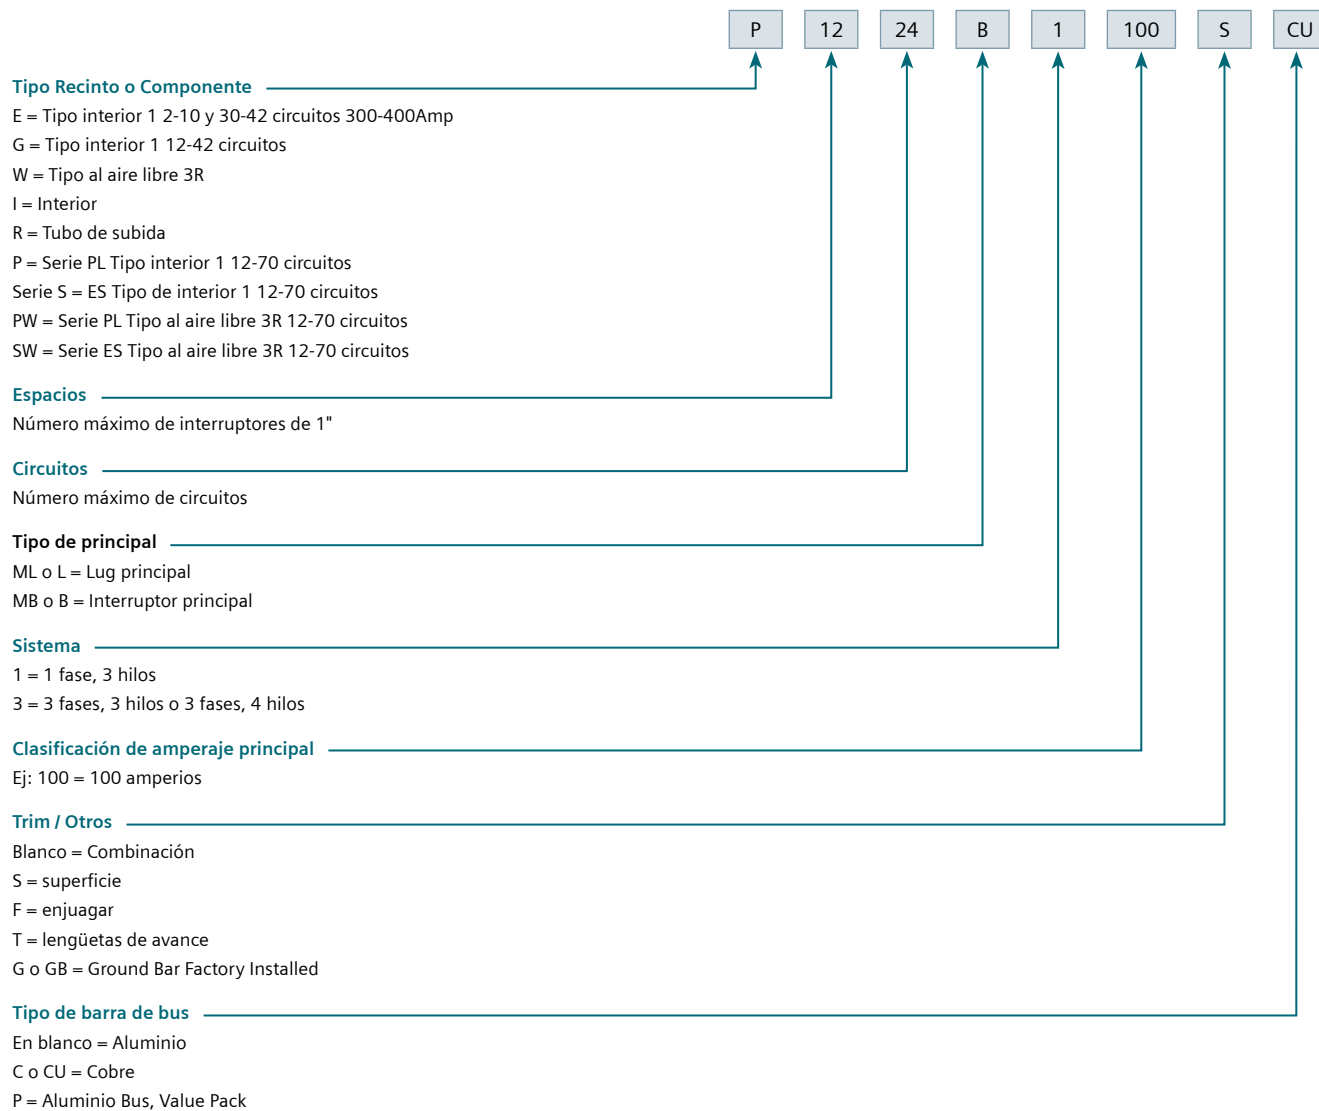 P 12 24 B 1 100 S CU
Tipo Recinto o Componente
E = Tipo interior 1 2-10 y 30-42 circuitos 300-400Amp
G = Tipo interior 1 12-42 circuitos
W = Tipo al aire libre 3R
I = Interior
R = Tubo de subida
P = Serie PL Tipo interior 1 12-70 circuitos
Serie S = ES Tipo de interior 1 12-70 circuitos
PW = Serie PL Tipo al aire libre 3R 12-70 circuitos
SW = Serie ES Tipo al aire libre 3R 12-70 circuitos
Espacios
Número máximo de interruptores de 1"
Circuitos
Número máximo de circuitos
Tipo de principal
ML o L = Lug principal
MB o B = Interruptor principal
Sistema
1 = 1 fase, 3 hilos
3 = 3 fases, 3 hilos o 3 fases, 4 hilos
Clasificación de amperaje principal
Ej: 100 = 100 amperios
Trim / Otros
Blanco = Combinación
S = superficie
F = enjuagar
T = lengüetas de avance
G o GB = Ground Bar Factory Installed
Tipo de barra de bus
En blanco = Aluminio
C o CU = Cobre
P = Aluminio Bus, Value Pack